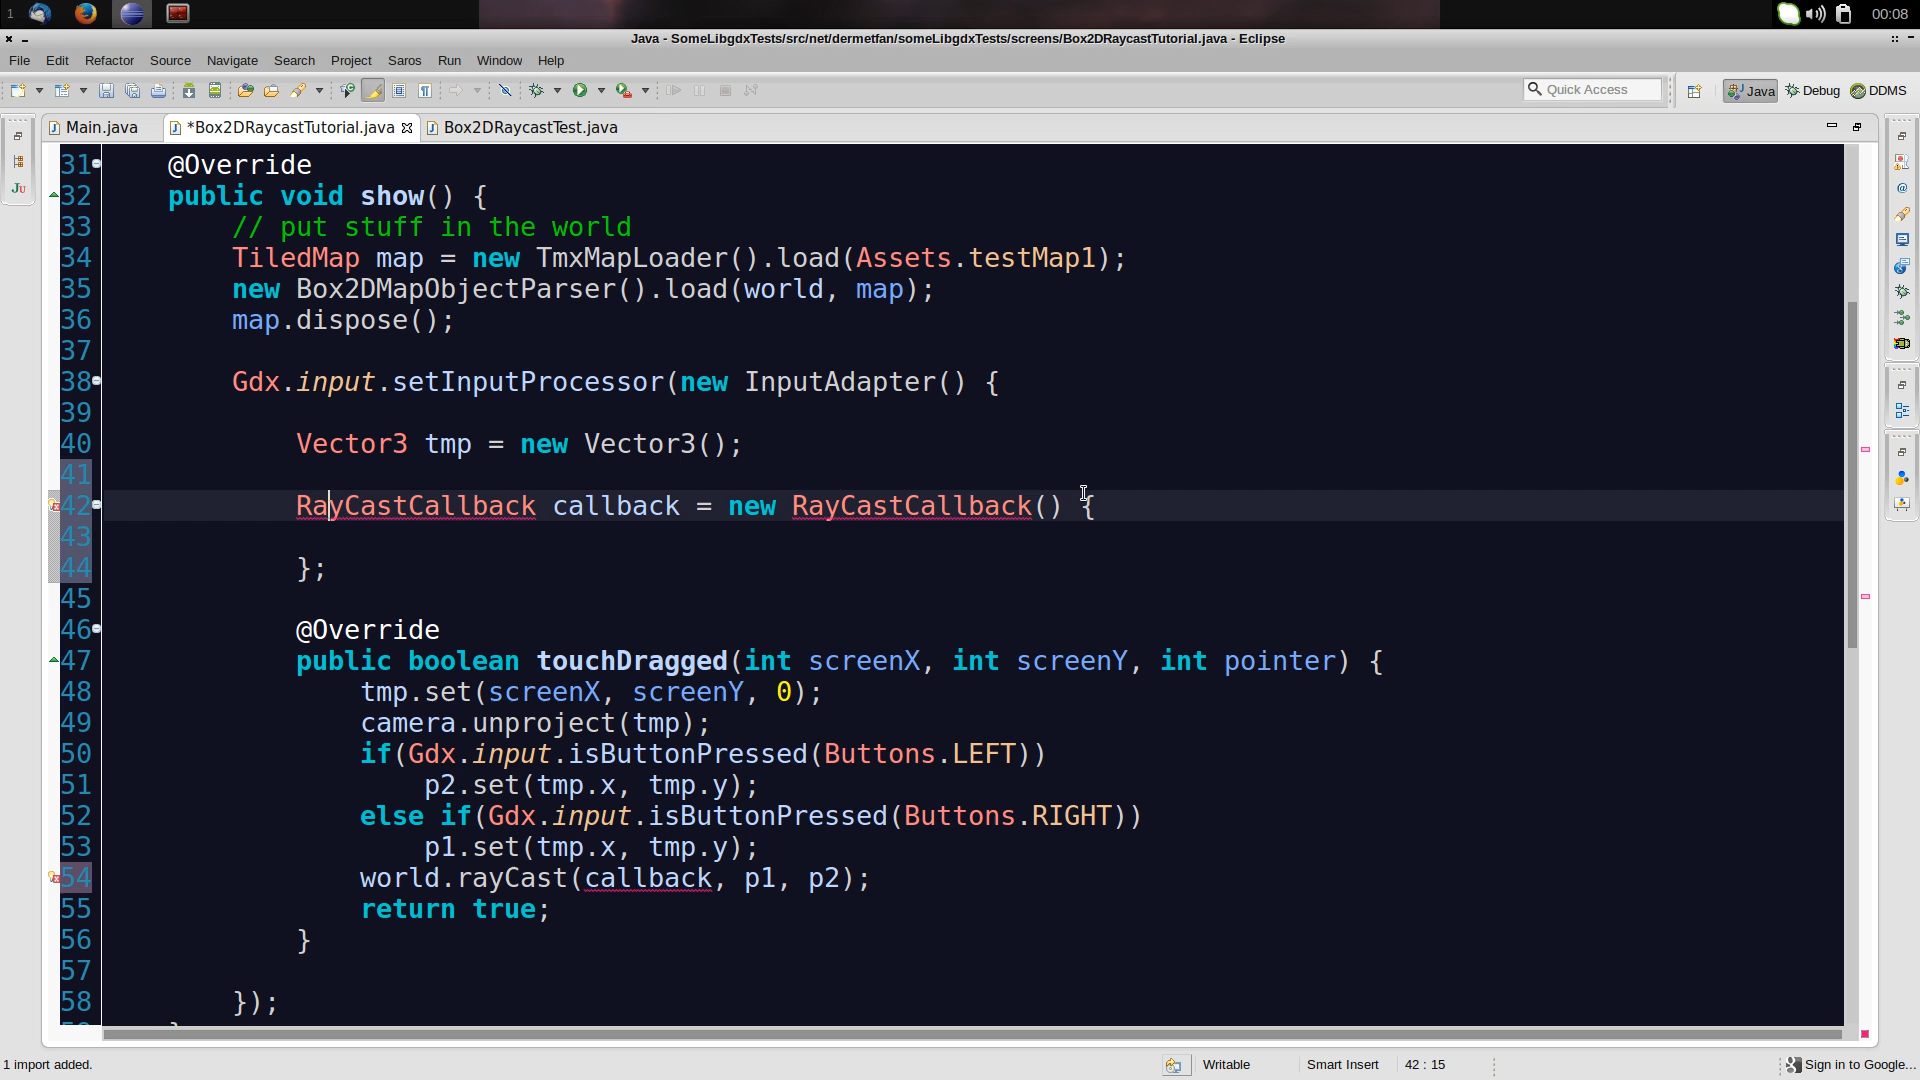 1
00:08
Java - SomeLibgdxTests/src/net/dermetfan/someLibgdxTests/screens/Box2DRaycastTutorial.java - Eclipse
File Edit Refactor Source Navigate Search Project Saros Run Window Help
Quick Access
Java Debug DDMS
Main.java *Box2DRaycastTutorial.java Box2DRaycastTest.java
31 @Override
32 public void show() {
33 // put stuff in the world
34 TiledMap map = new TmxMapLoader().load(Assets.testMap1);
35 new Box2DMapObjectParser().load(world, map);
36 map.dispose();
37
38 Gdx.input.setInputProcessor(new InputAdapter() {
39
40 Vector3 tmp = new Vector3();
41
42 RayCastCallback callback = new RayCastCallback() {
43
44 };
45
46 @Override
47 public boolean touchDragged(int screenX, int screenY, int pointer) {
48 tmp.set(screenX, screenY, 0);
49 camera.unproject(tmp);
50 if(Gdx.input.isButtonPressed(Buttons.LEFT))
51 p2.set(tmp.x, tmp.y);
52 else if(Gdx.input.isButtonPressed(Buttons.RIGHT))
53 p1.set(tmp.x, tmp.y);
54 world.rayCast(callback, p1, p2);
55 return true;
56 }
57
58 });
1 import added.
Writable Smart Insert 42 : 15 Sign in to Google...